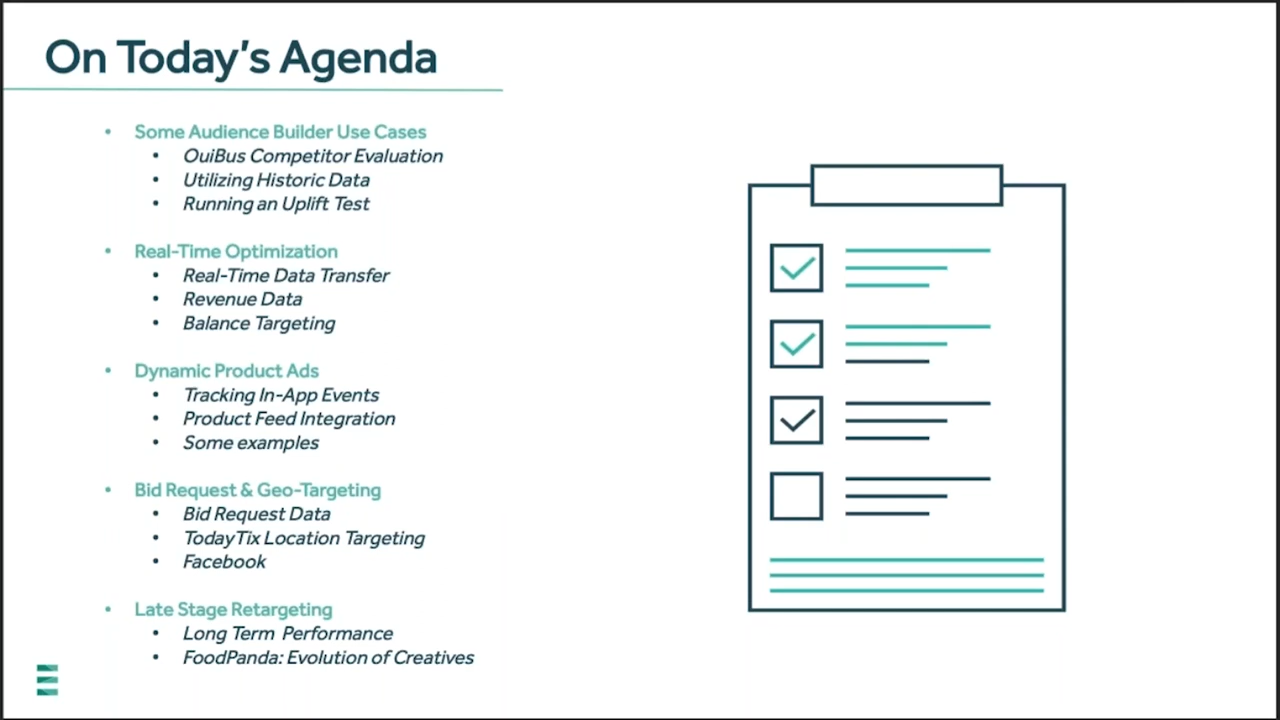 On Today's Agenda
• Some Audience Builder Use Cases
• OuiBus Competitor Evaluation
• Utilizing Historic Data
• Running an Uplift Test
• Real-Time Optimization
• Real-Time Data Transfer
• Revenue Data
• Balance Targeting
• Dynamic Product Ads
• Tracking In-App Events
• Product Feed Integration
• Some examples
• Bid Request & Geo-Targeting
• Bid Request Data
• TodayTix Location Targeting
• Facebook
• Late Stage Retargeting
• Long Term Performance
• FoodPanda: Evolution of Creatives